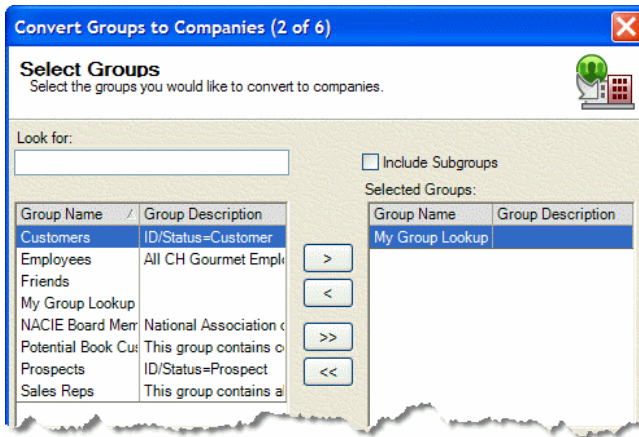 Convert Groups to Companies (2 of 6)
Select Groups
Select the groups you would like to convert to companies.
Look for:
Include Subgroups
Selected Groups:
Group Name Group Description
Customers ID/Status=Customer
Employees All CH Gourmet Empl
Friends
My Group Lookup
NACIE Board Mem National Association
Potential Book Cu This group contains
Prospects ID/Status=Prospect
Sales Reps This group contains
>
<
>>
<<
Group Name Group Description
My Group Lookup